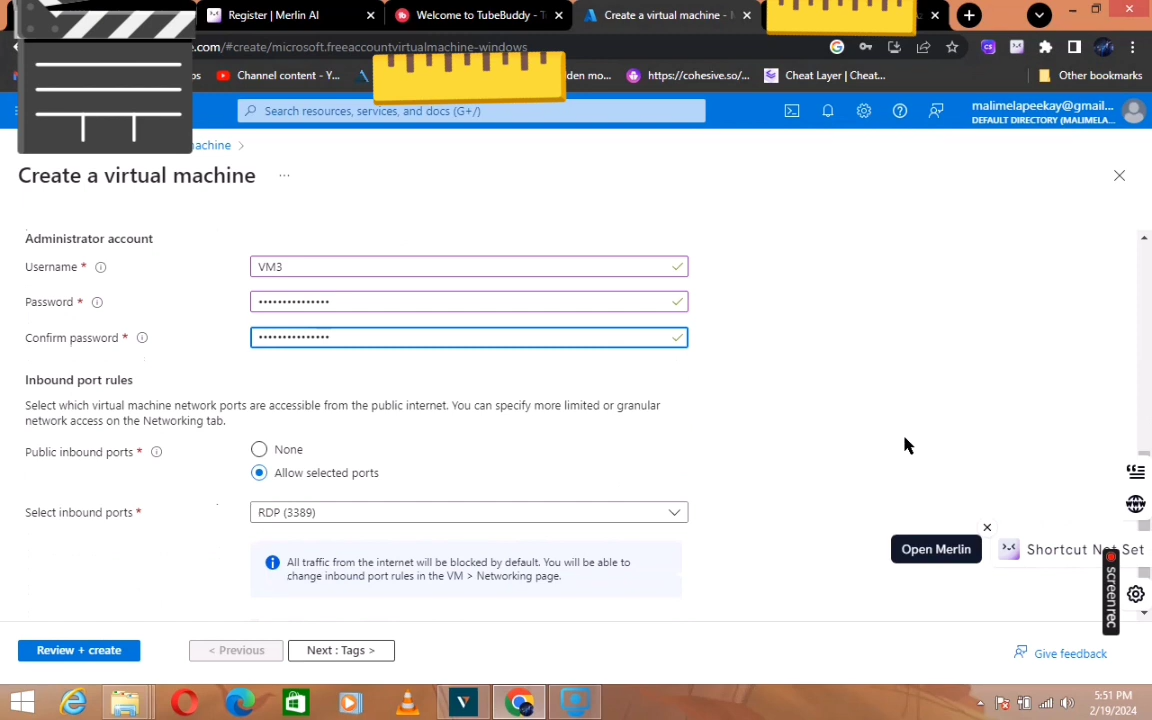 Register | Merlin AI
Welcome to TubeBuddy - T
Create a virtual machine -
.com/#create/microsoft.freeaccountvirtualmachine-windows
Channel content - Y...
den mo...
https://cohesive.so/...
Cheat Layer | Cheat...
Other bookmarks
Search resources, services, and docs (G+/)
malimelapeekay@gmail....
DEFAULT DIRECTORY (MALIMELA...
achine >
Create a virtual machine
...
Administrator account
Username *
VM3
Password *
Confirm password *
Inbound port rules
Select which virtual machine network ports are accessible from the public internet. You can specify more limited or granular
network access on the Networking tab.
Public inbound ports *
None
Allow selected ports
Select inbound ports *
RDP (3389)
All traffic from the internet will be blocked by default. You will be able to
change inbound port rules in the VM > Networking page.
Open Merlin
Shortcut Not Set
screenrec
Review + create
< Previous
Next : Tags >
Give feedback
5:51 PM
2/19/2024